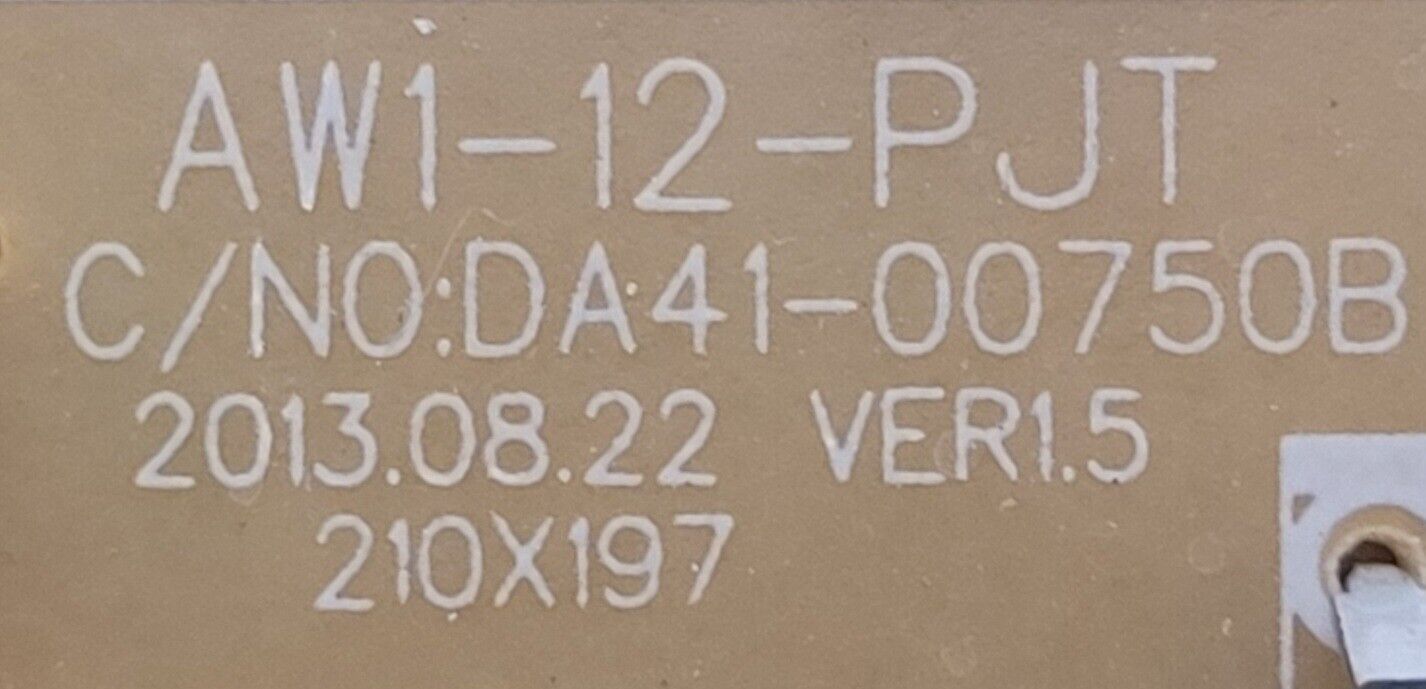 AW1-12-PJT
C/NO:DA41-00750B
2013.08.22 VER1.5
210X197